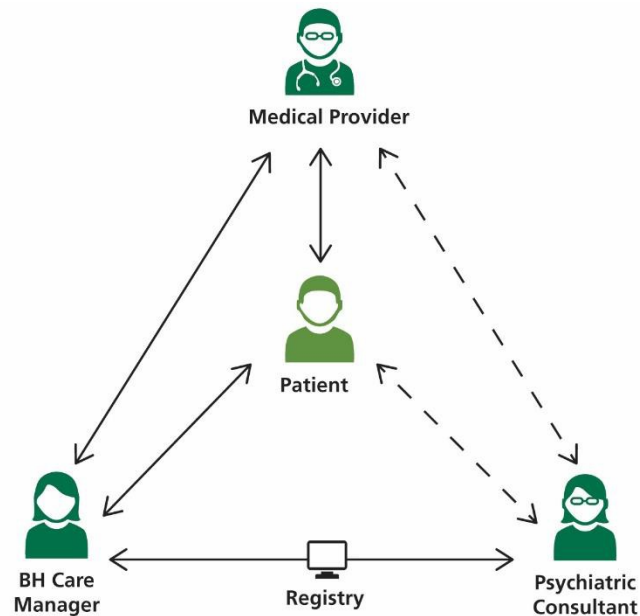 Medical Provider
Patient
BH Care
Manager
Registry
Psychiatric
Consultant